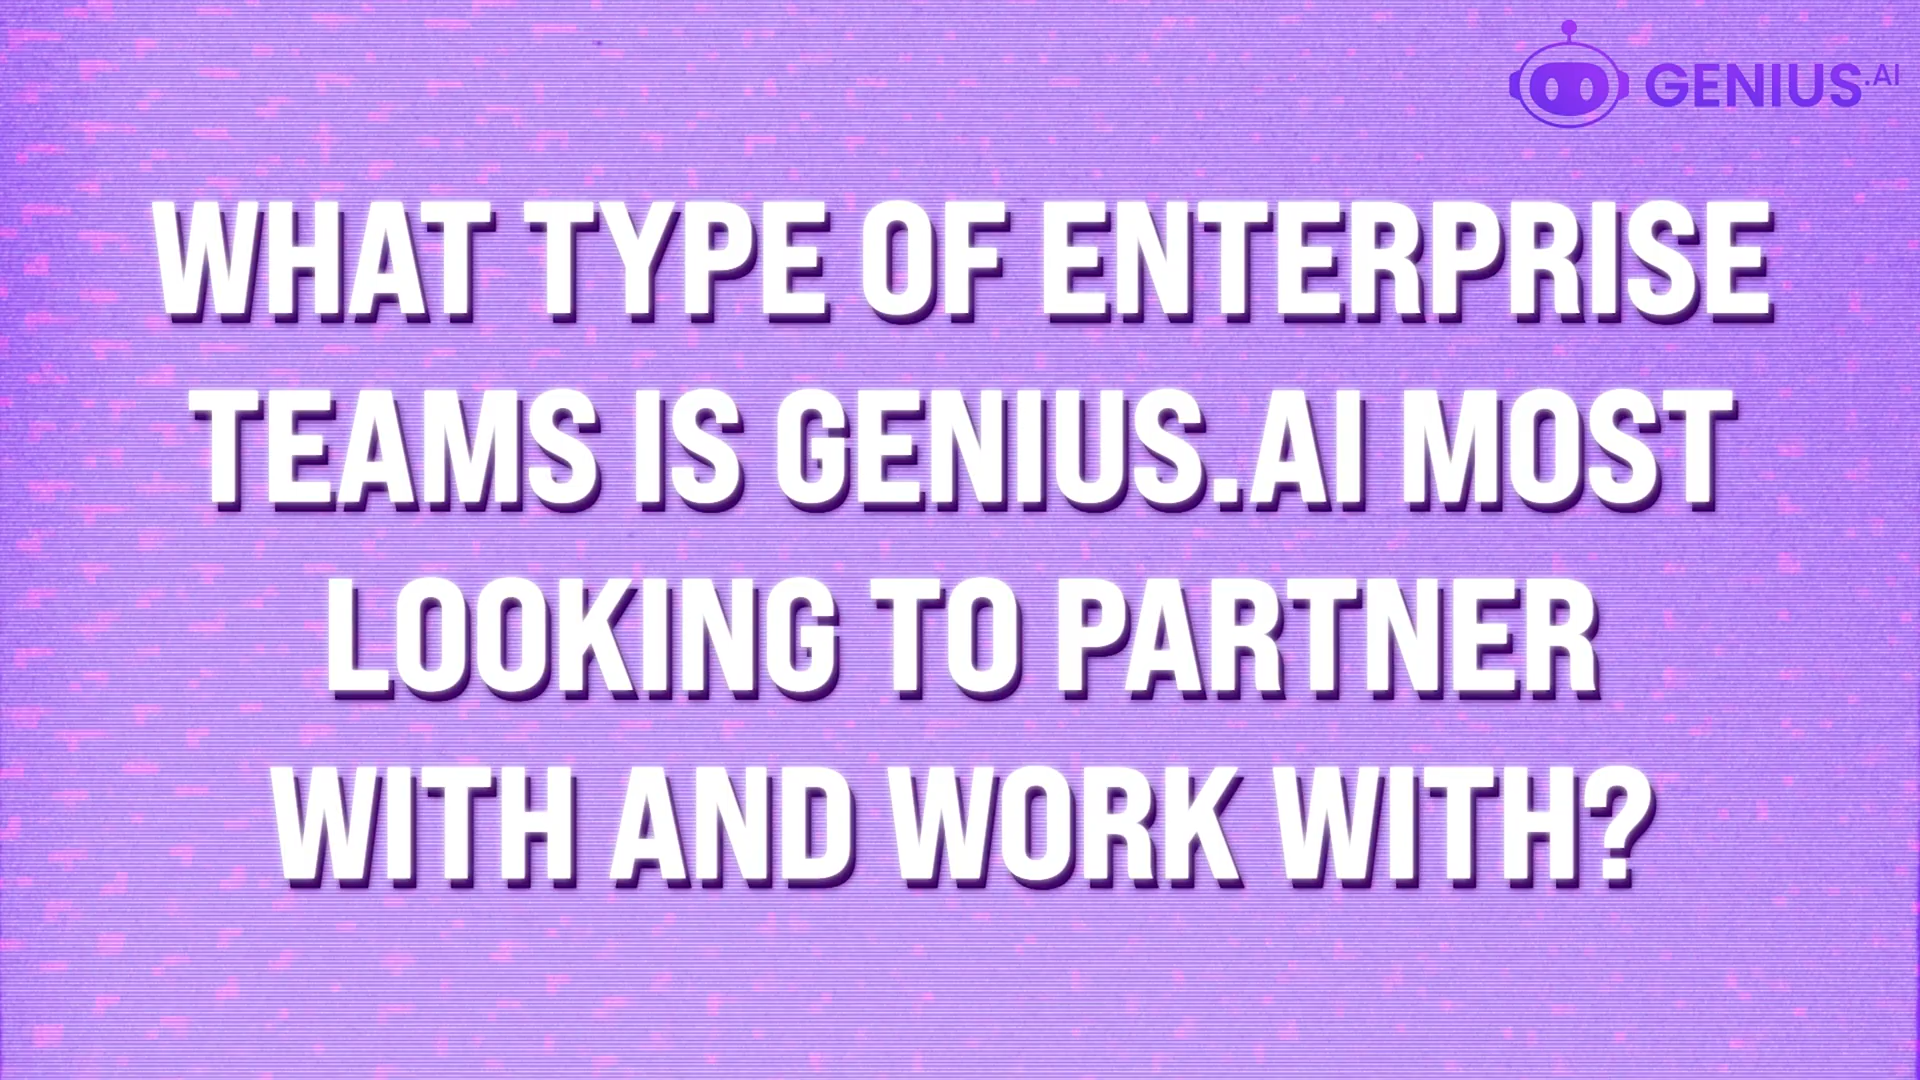 GENIUS.AI
WHAT TYPE OF ENTERPRISE
TEAMS IS GENIUS.AI MOST
LOOKING TO PARTNER
WITH AND WORK WITH?